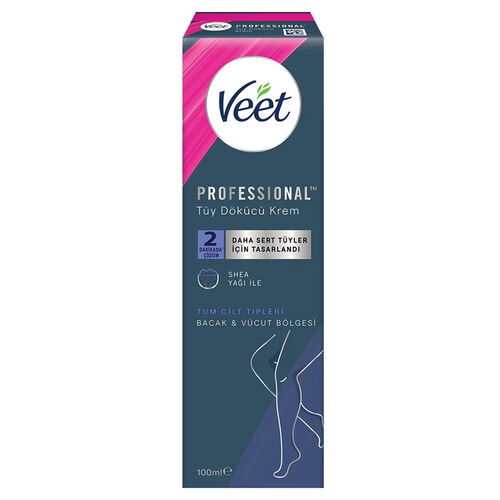 PROFESSIONAL
Veet
PROFESSIONAL™
Tüy Dökücü Krem
2
DAKİKADA*
ÇÖZÜM
DAHA SERT TÜYLER
İÇİN TASARLANDI
SHEA
YAĞI İLE
TÜM CİLT TİPLERİ
BACAK & VÜCUT BÖLGESİ
100ml℮